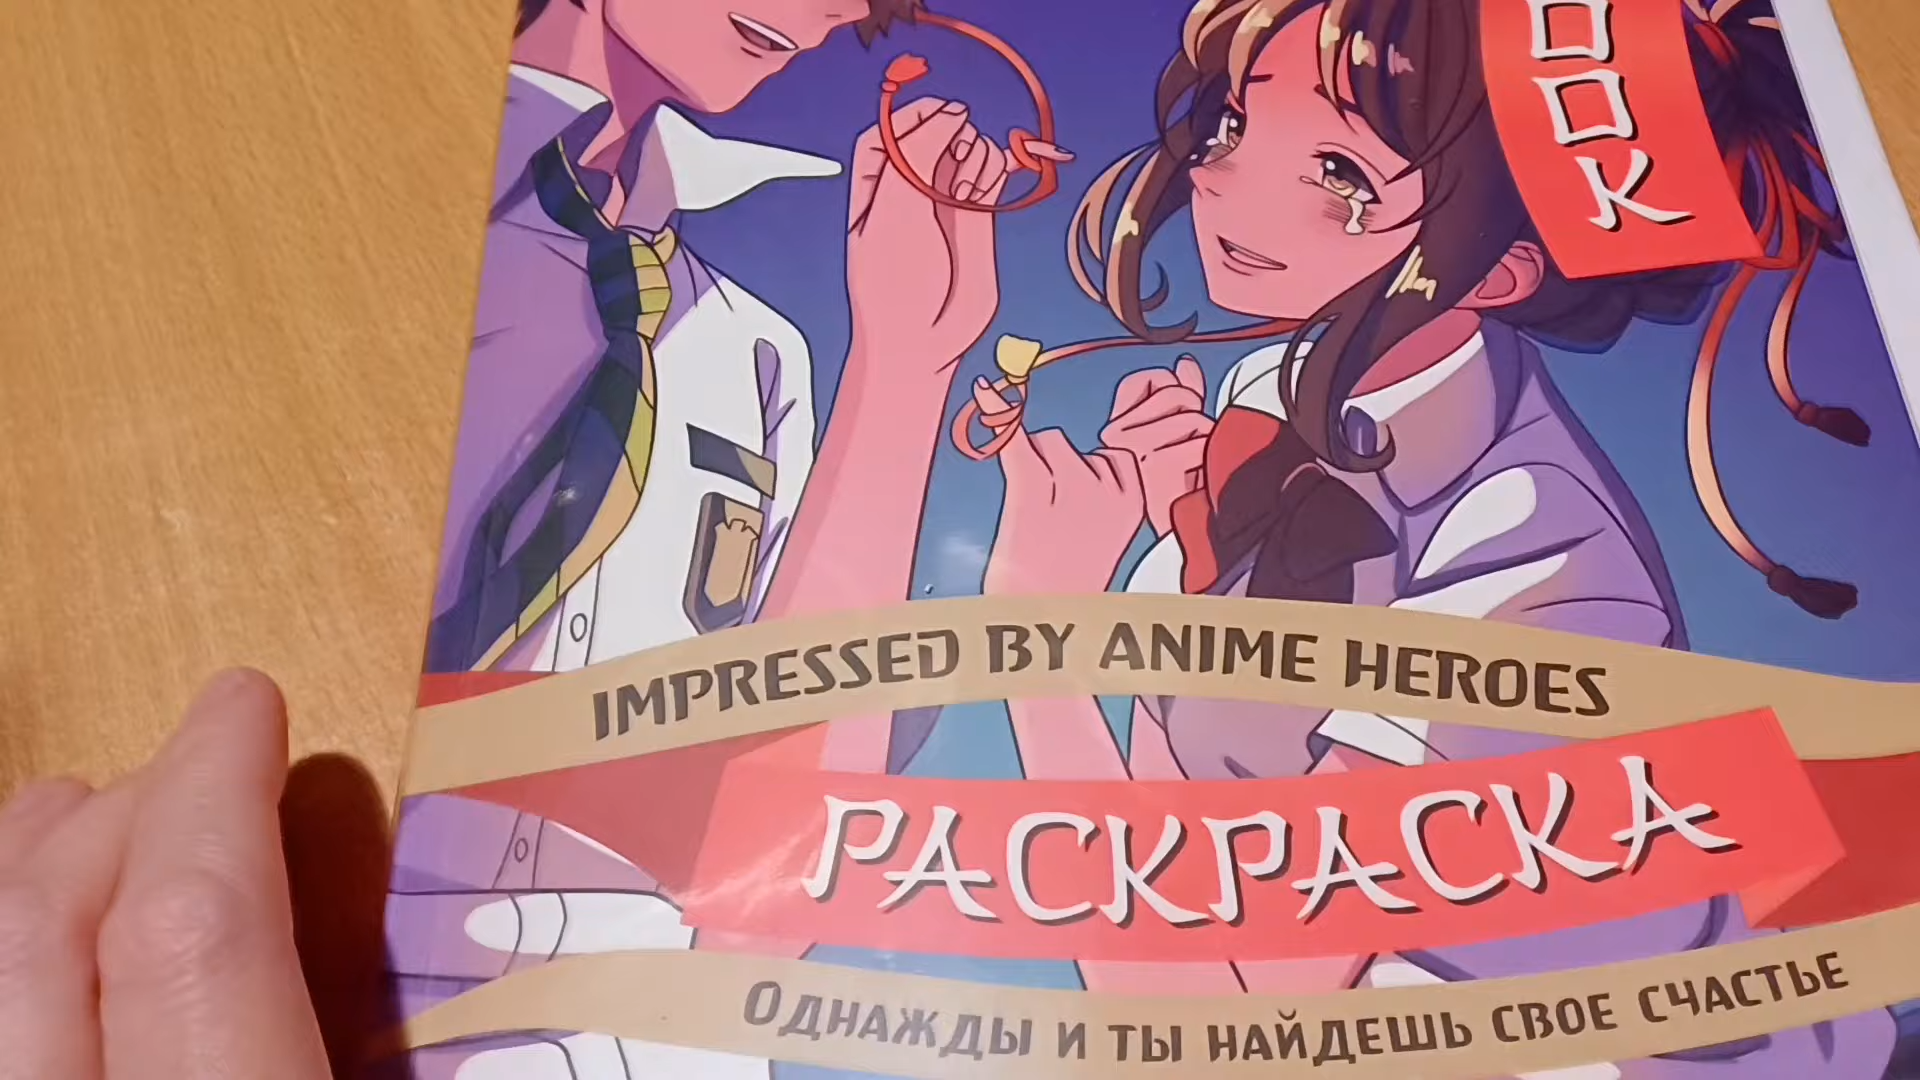 OOK
IMPRESSED BY ANIME HEROES
РАСКРАСКА
ОДНАЖДЫ И ТЫ НАЙДЕШЬ СВОЕ СЧАСТЬЕ